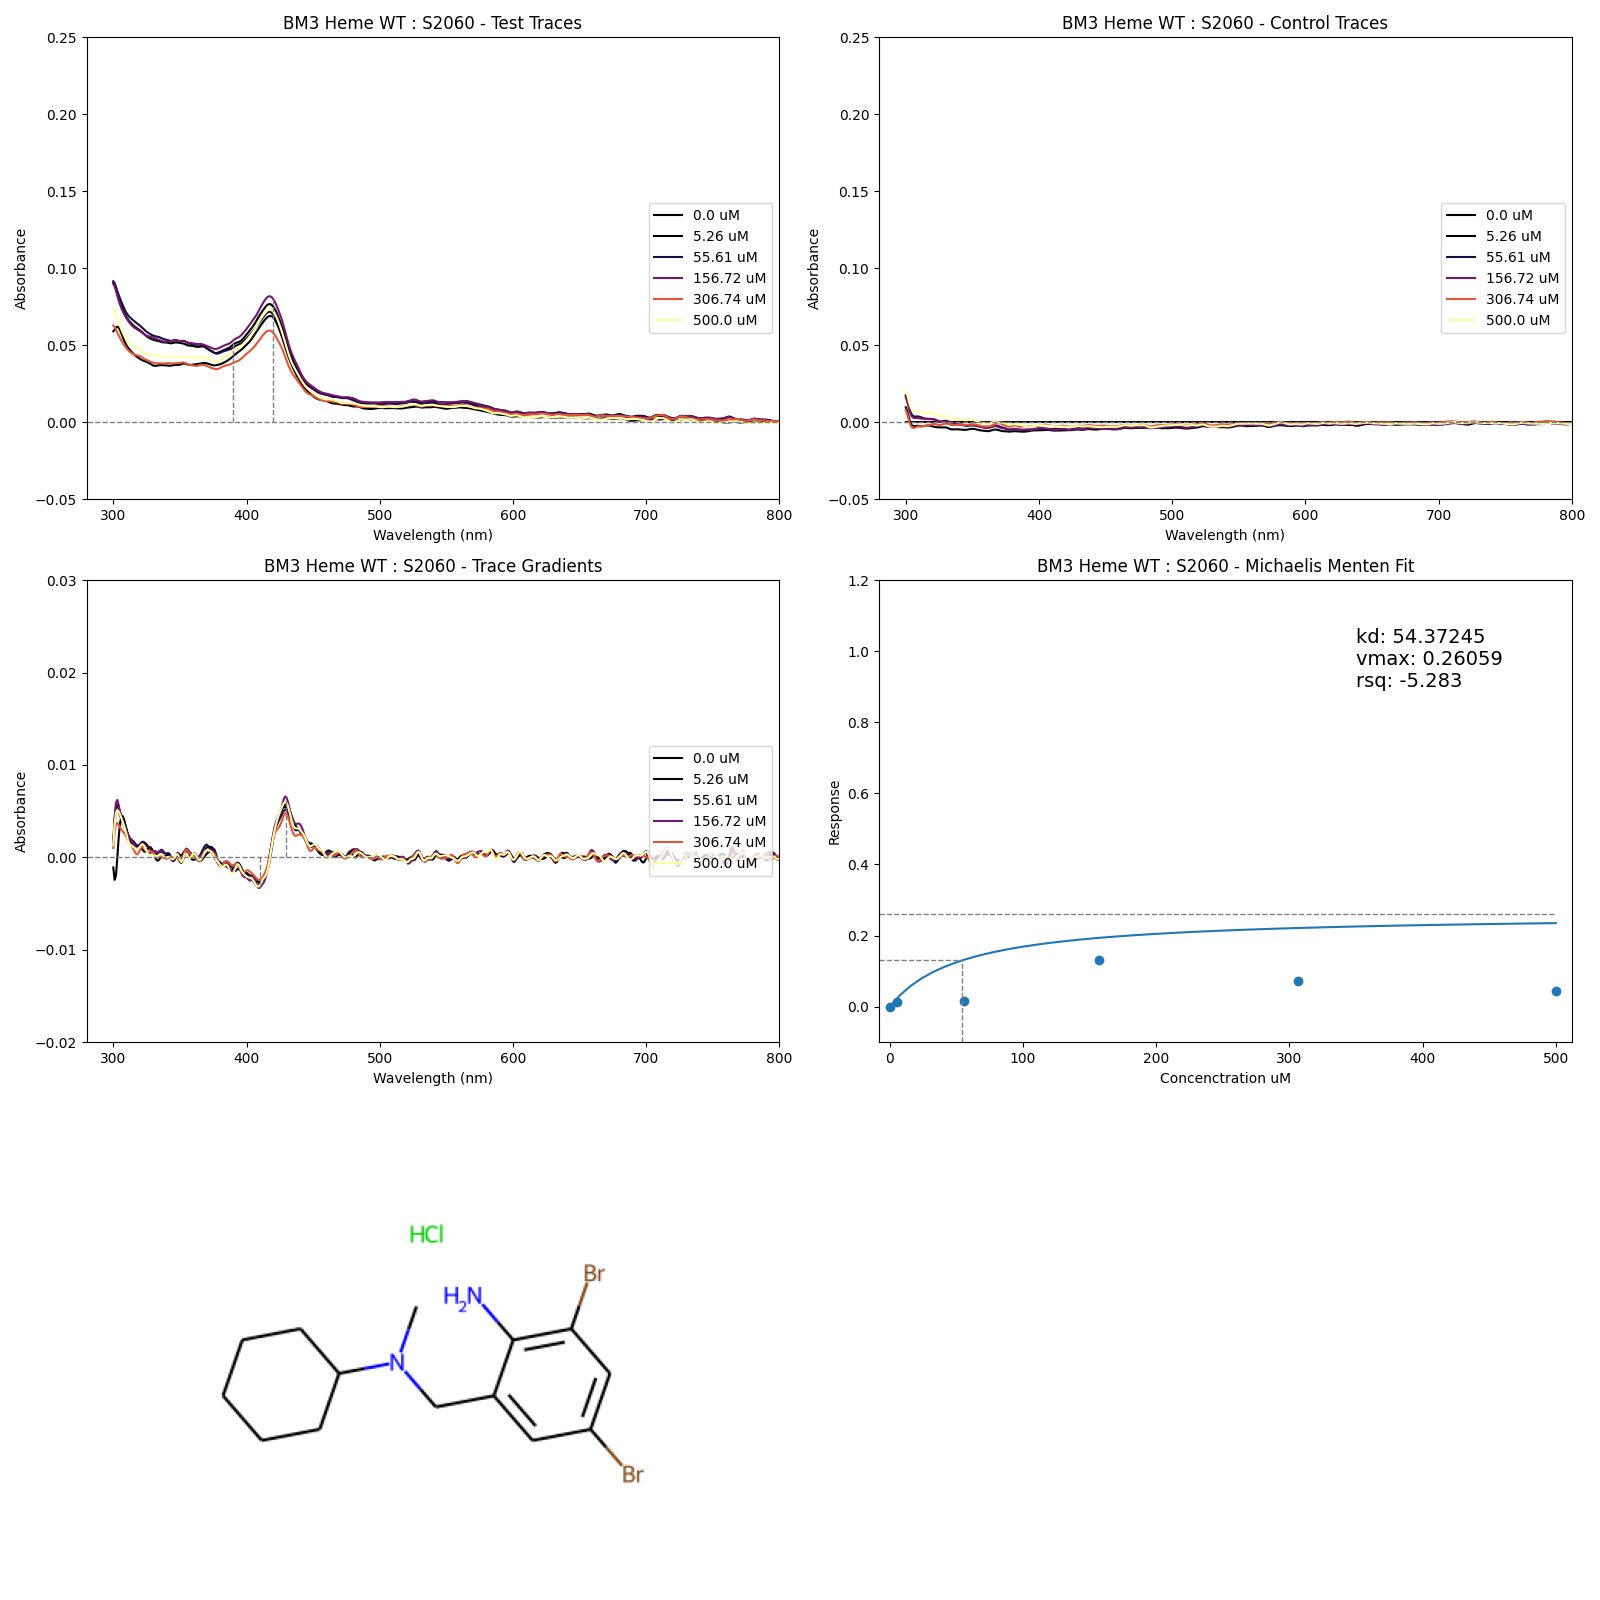 BM3 Heme WT : S2060 - Test Traces
Absorbance
0.25
0.20
0.15
0.10
0.05
0.00
−0.05
300 400 500 600 700 800
Wavelength (nm)
0.0 uM
5.26 uM
55.61 uM
156.72 uM
306.74 uM
500.0 uM
BM3 Heme WT : S2060 - Control Traces
Absorbance
0.25
0.20
0.15
0.10
0.05
0.00
−0.05
300 400 500 600 700 800
Wavelength (nm)
0.0 uM
5.26 uM
55.61 uM
156.72 uM
306.74 uM
500.0 uM
BM3 Heme WT : S2060 - Trace Gradients
Absorbance
0.03
0.02
0.01
0.00
−0.01
−0.02
300 400 500 600 700 800
Wavelength (nm)
0.0 uM
5.26 uM
55.61 uM
156.72 uM
306.74 uM
500.0 uM
BM3 Heme WT : S2060 - Michaelis Menten Fit
Response
1.2
1.0
0.8
0.6
0.4
0.2
0.0
0 100 200 300 400 500
Concenctration uM
kd: 54.37245
vmax: 0.26059
rsq: -5.283
HCl
Br
H2N
N
Br